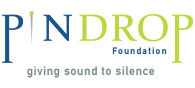 PINDROP
Foundation
giving sound to silence